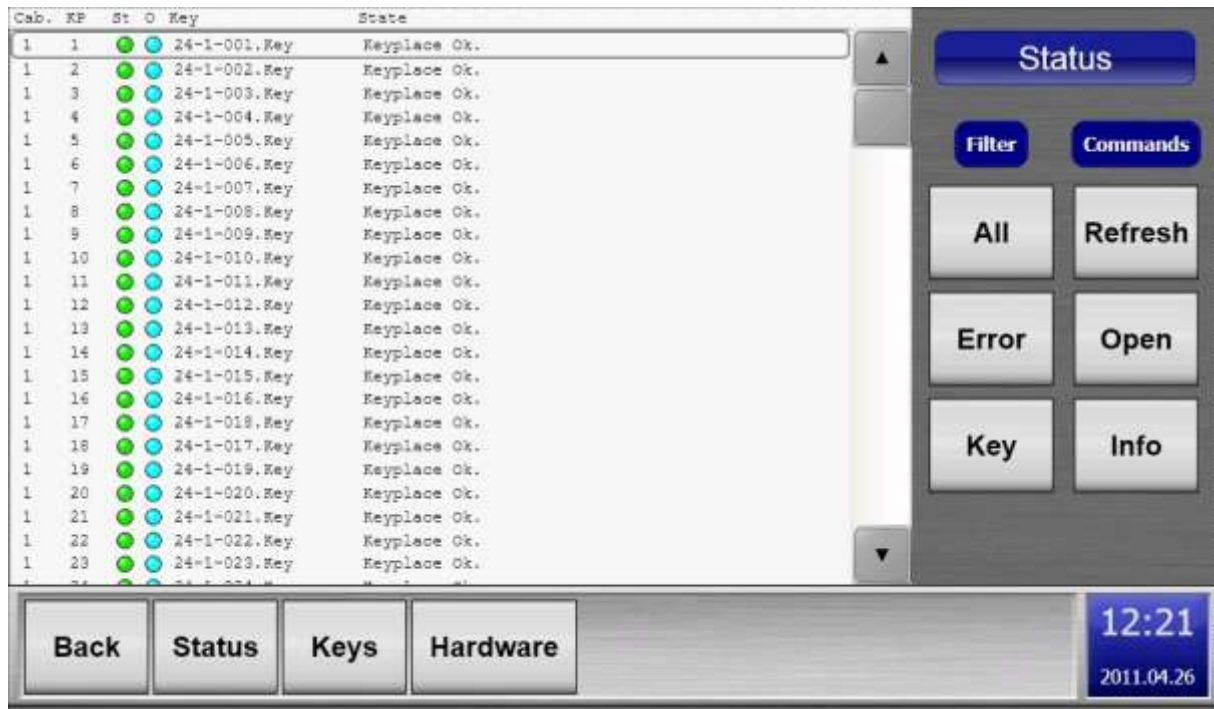 Cab. KP St O Key State
1 1 24-1-001.Key Keyplace Ok.
1 2 24-1-002.Key Keyplace Ok.
1 3 24-1-003.Key Keyplace Ok.
1 4 24-1-004.Key Keyplace Ok.
1 5 24-1-005.Key Keyplace Ok.
1 6 24-1-006.Key Keyplace Ok.
1 7 24-1-007.Key Keyplace Ok.
1 8 24-1-008.Key Keyplace Ok.
1 9 24-1-009.Key Keyplace Ok.
1 10 24-1-010.Key Keyplace Ok.
1 11 24-1-011.Key Keyplace Ok.
1 12 24-1-012.Key Keyplace Ok.
1 13 24-1-013.Key Keyplace Ok.
1 14 24-1-014.Key Keyplace Ok.
1 15 24-1-015.Key Keyplace Ok.
1 16 24-1-016.Key Keyplace Ok.
1 17 24-1-018.Key Keyplace Ok.
1 18 24-1-017.Key Keyplace Ok.
1 19 24-1-019.Key Keyplace Ok.
1 20 24-1-020.Key Keyplace Ok.
1 21 24-1-021.Key Keyplace Ok.
1 22 24-1-022.Key Keyplace Ok.
1 23 24-1-023.Key Keyplace Ok.
Status
Filter Commands
All Refresh
Error Open
Key Info
Back Status Keys Hardware
12:21
2011.04.26